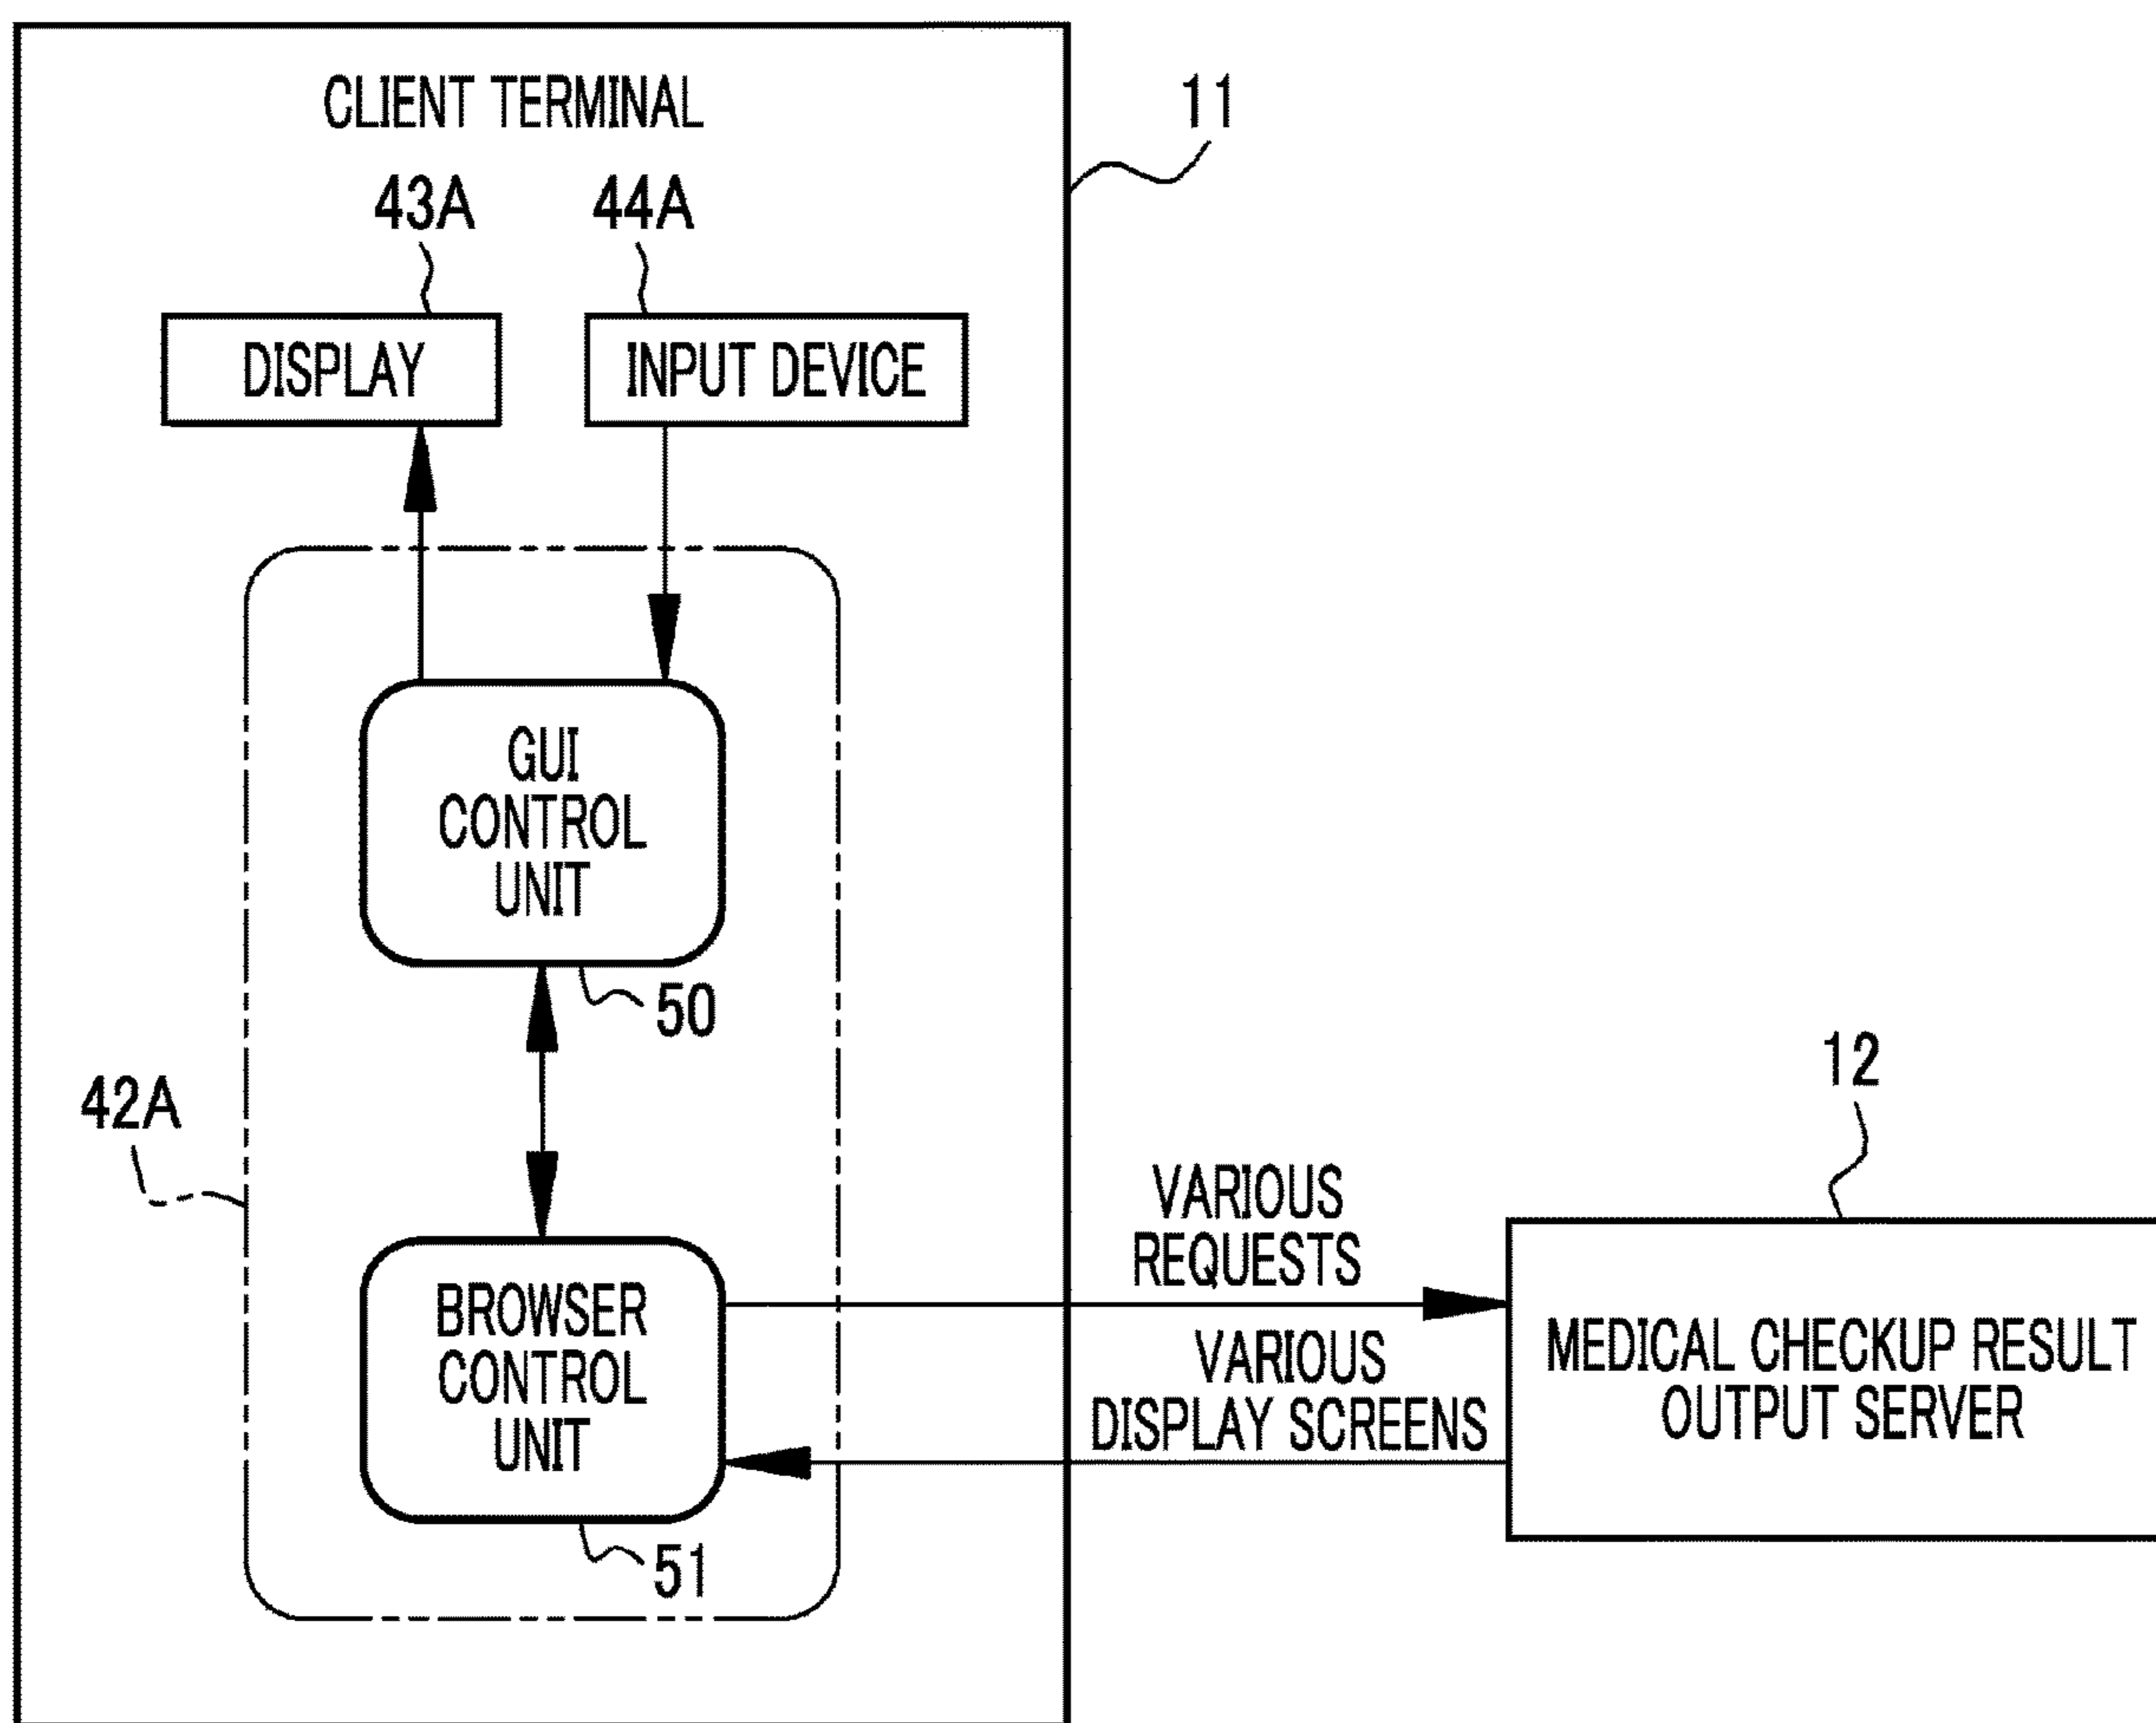 CLIENT TERMINAL
11
43A
44A
DISPLAY
INPUT DEVICE
GUI
CONTROL
UNIT
50
42A
12
VARIOUS
REQUESTS
BROWSER
CONTROL
UNIT
VARIOUS
DISPLAY SCREENS
MEDICAL CHECKUP RESULT
OUTPUT SERVER
51